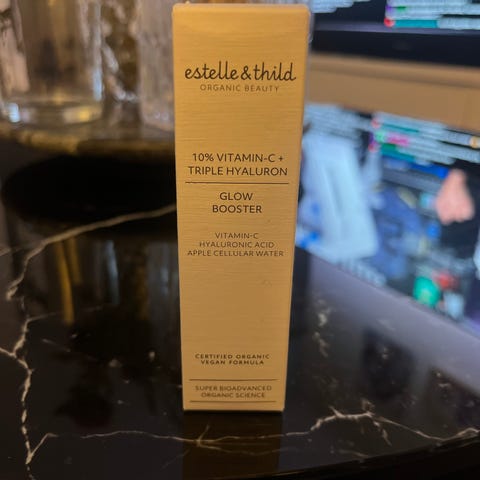 estelle & thild
ORGANIC BEAUTY
10% VITAMIN-C +
TRIPLE HYALURON
GLOW
BOOSTER
VITAMIN-C
HYALURONIC ACID
APPLE CELLULAR WATER
CERTIFIED ORGANIC
VEGAN FORMULA
SUPER BIOADVANCED
ORGANIC SCIENCE